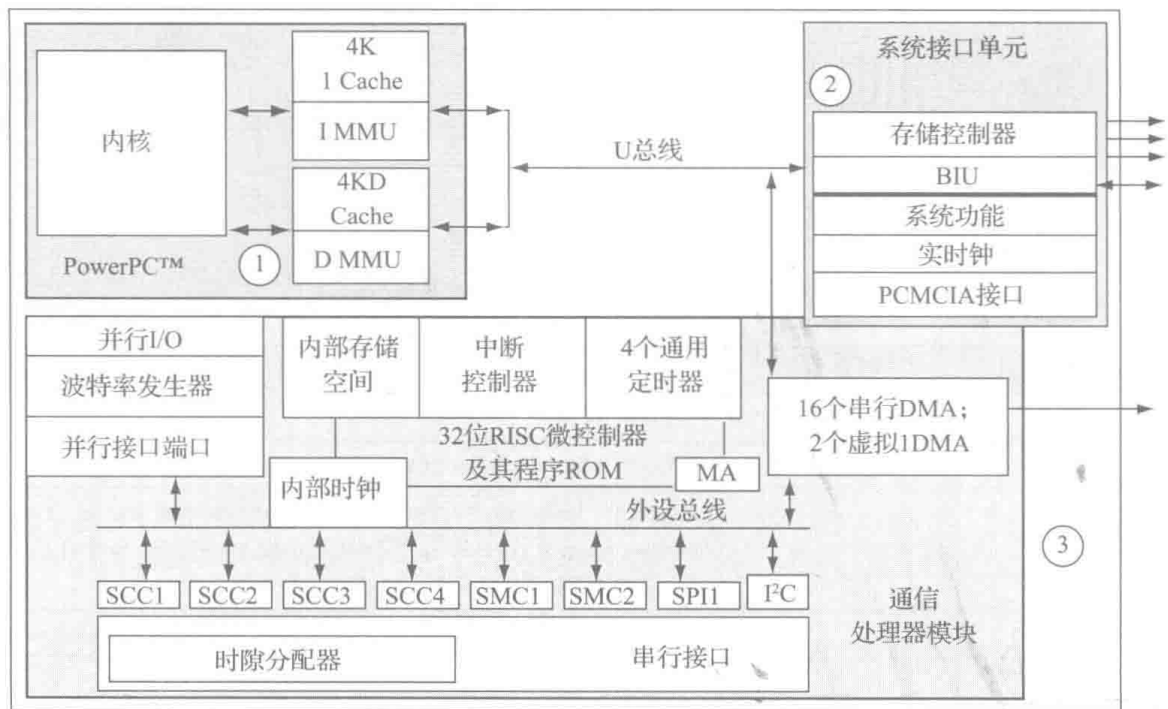 内核
4K
1 Cache
I MMU
4KD
Cache
D MMU
PowerPC™
1
U总线
系统接口单元
2
存储控制器
BIU
系统功能
实时钟
PCMCIA接口
并行I/O
波特率发生器
并行接口端口
内部存储
空间
中断
控制器
4个通用
定时器
16个串行DMA；
2个虚拟1DMA
32位RISC微控制器
及其程序ROM
MA
内部时钟
外设总线
3
SCC1
SCC2
SCC3
SCC4
SMC1
SMC2
SPI1
I²C
通信
处理器模块
时隙分配器
串行接口